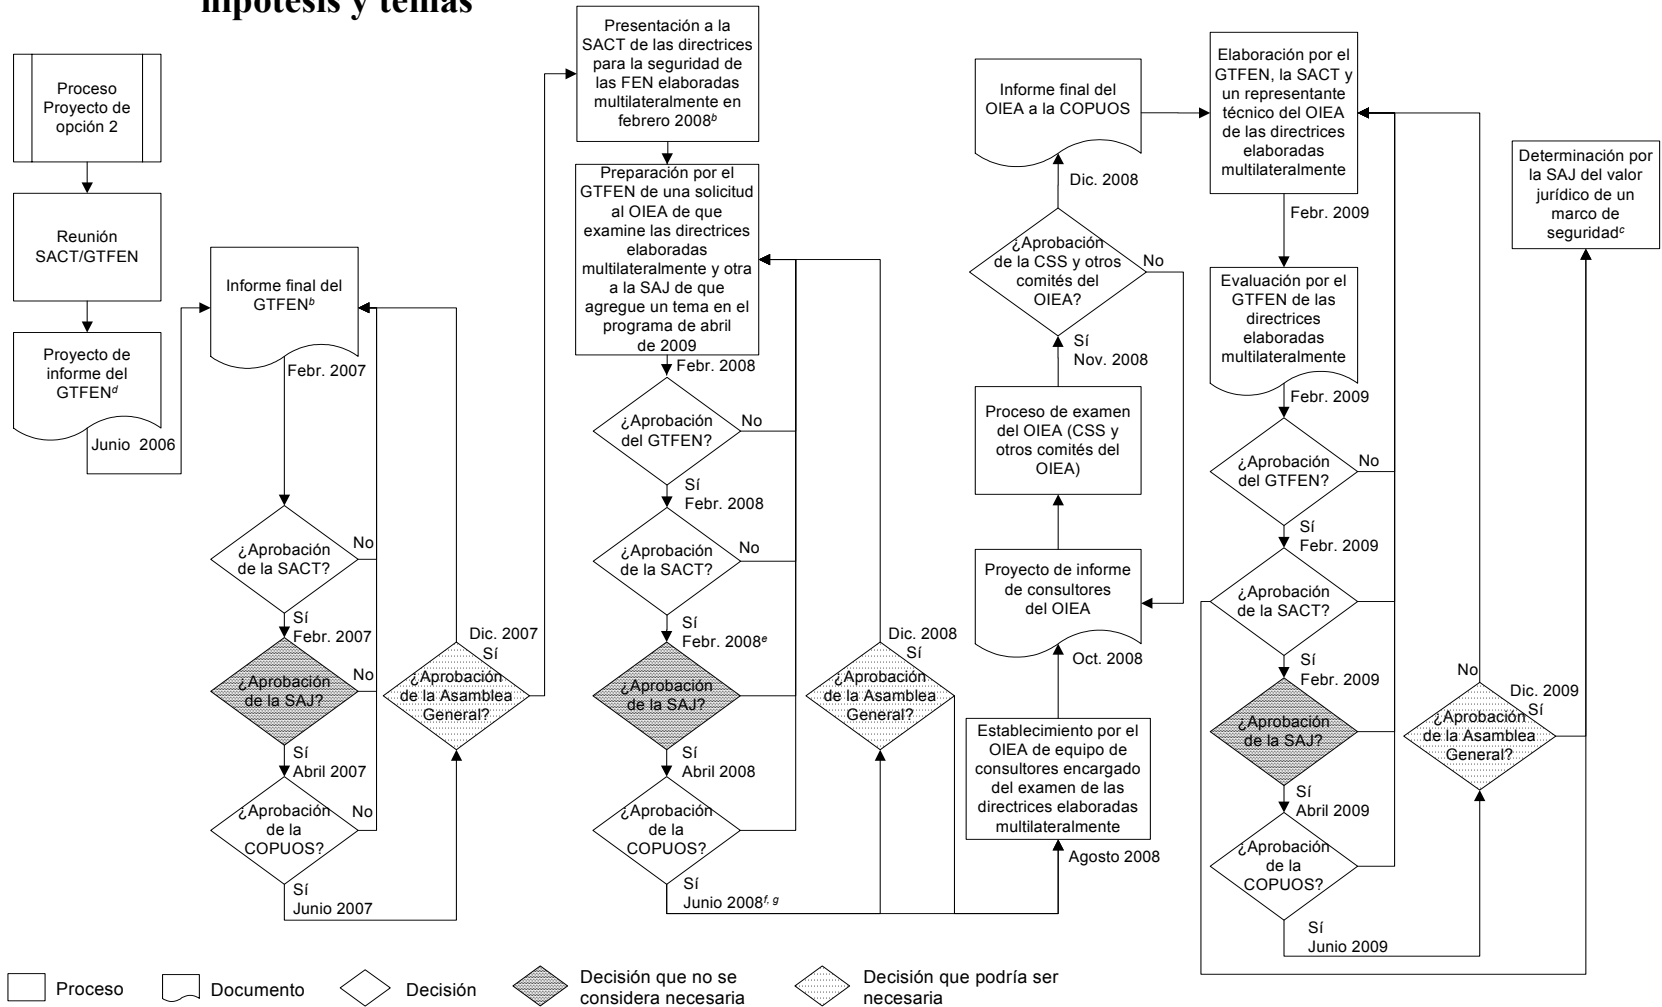 hipótesis y temas
Proceso
Proyecto de
opción 2
Reunión
SACT/GTFEN
Proyecto de
informe del
GTFENd
Junio 2006
Informe final del
GTFENb
Febr. 2007
¿Aprobación
de la SACT?
No
Sí
Febr. 2007
¿Aprobación
de la SAJ?
No
Sí
Abril 2007
¿Aprobación
de la
COPUOS?
No
Sí
Junio 2007
Dic. 2007
Sí
¿Aprobación
de la Asamblea
General?
Presentación a la
SACT de las directrices
para la seguridad de
las FEN elaboradas
multilateralmente en
febrero 2008b
Preparación por el
GTFEN de una solicitud
al OIEA de que
examine las directrices
elaboradas
multilateralmente y otra
a la SAJ de que
agregue un tema en el
programa de abril
de 2009
Febr. 2008
¿Aprobación
del GTFEN?
No
Sí
Febr. 2008
¿Aprobación
de la SACT?
No
Sí
Febr. 2008e
¿Aprobación
de la SAJ?
Sí
Abril 2008
¿Aprobación
de la
COPUOS?
Sí
Junio 2008f, g
Dic. 2008
Sí
¿Aprobación
de la Asamblea
General?
Informe final del
OIEA a la COPUOS
Dic. 2008
¿Aprobación
de la CSS y otros
comités del
OIEA?
No
Sí
Nov. 2008
Proceso de examen
del OIEA (CSS y
otros comités del
OIEA)
Proyecto de informe
de consultores
del OIEA
Oct. 2008
Establecimiento por el
OIEA de equipo de
consultores encargado
del examen de las
directrices elaboradas
multilateralmente
Agosto 2008
Elaboración por el
GTFEN, la SACT y
un representante
técnico del OIEA
de las directrices
elaboradas
multilateralmente
Febr. 2009
Evaluación por el
GTFEN de las
directrices
elaboradas
multilateralmente
Febr. 2009
¿Aprobación
del GTFEN?
No
Sí
Febr. 2009
¿Aprobación
de la SACT?
Sí
Febr. 2009
¿Aprobación
de la SAJ?
Sí
Abril 2009
¿Aprobación
de la
COPUOS?
Sí
Junio 2009
No
Dic. 2009
Sí
¿Aprobación
de la Asamblea
General?
Determinación por
la SAJ del valor
jurídico de un
marco de
seguridadc
Proceso
Documento
Decisión
Decisión que no se
considera necesaria
Decisión que podría ser
necesaria